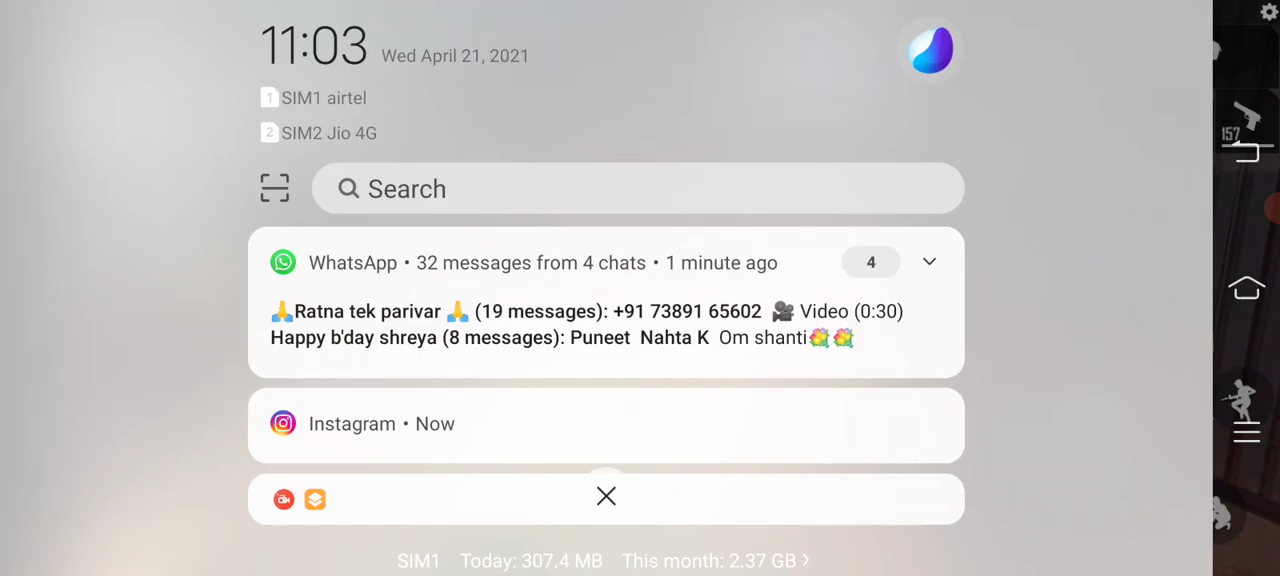 11:03 Wed April 21, 2021
1 SIM1 airtel
2 SIM2 Jio 4G
Search
WhatsApp • 32 messages from 4 chats • 1 minute ago 4
🙏Ratna tek parivar 🙏 (19 messages): +91 73891 65602 🎥 Video (0:30)
Happy b'day shreya (8 messages): Puneet Nahta K Om shanti💐💐
Instagram • Now
SIM1 Today: 307.4 MB This month: 2.37 GB ›
157